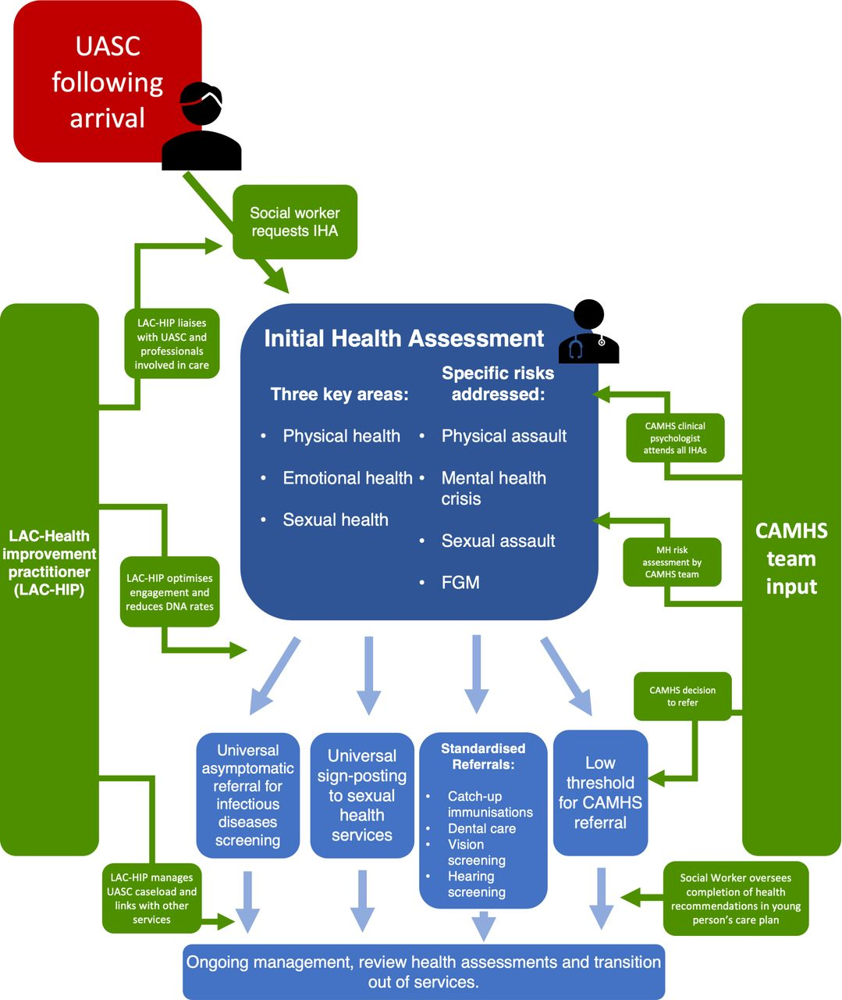 UASC
following
arrival
Social worker
requests IHA
LAC-HIP liaises
with UASC and
professionals
involved in care
Initial Health Assessment
Three key areas:
• Physical health
• Emotional health
• Sexual health
Specific risks
addressed:
• Physical assault
• Mental health
crisis
• Sexual assault
• FGM
CAMHS clinical
psychologist
attends all IHAs
MH risk
assessment by
CAMHS team
CAMHS
team
input
LAC-Health
improvement
practitioner
(LAC-HIP)
LAC-HIP optimises
engagement and
reduces DNA rates
CAMHS decision
to refer
Universal
asymptomatic
referral for
infectious
diseases
screening
Universal
sign-posting
to sexual
health
services
Standardised
Referrals:
• Catch-up
immunisations
• Dental care
• Vision
screening
• Hearing
screening
Low
threshold
for CAMHS
referral
LAC-HIP manages
UASC caseload and
links with other
services
Social Worker oversees
completion of health
recommendations in young
person's care plan
Ongoing management, review health assessments and transition
out of services.